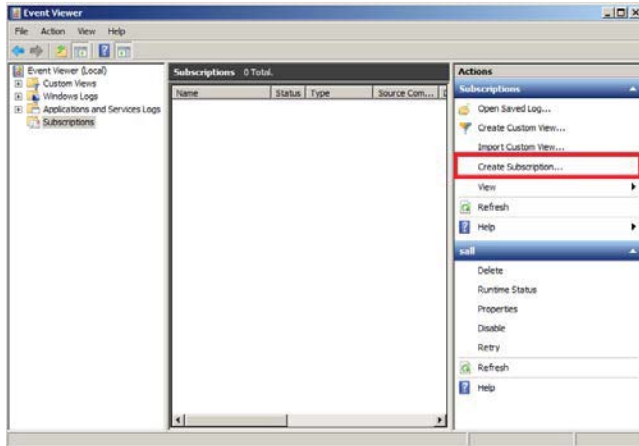 Event Viewer
File Action View Help
Event Viewer (Local)
Custom Views
Windows Logs
Applications and Services Logs
Subscriptions
Subscriptions 0 Total.
Name Status Type Source Com...
Actions
Subscriptions
Open Saved Log...
Create Custom View...
Import Custom View...
Create Subscription...
View
Refresh
Help
sall
Delete
Runtime Status
Properties
Disable
Retry
Refresh
Help